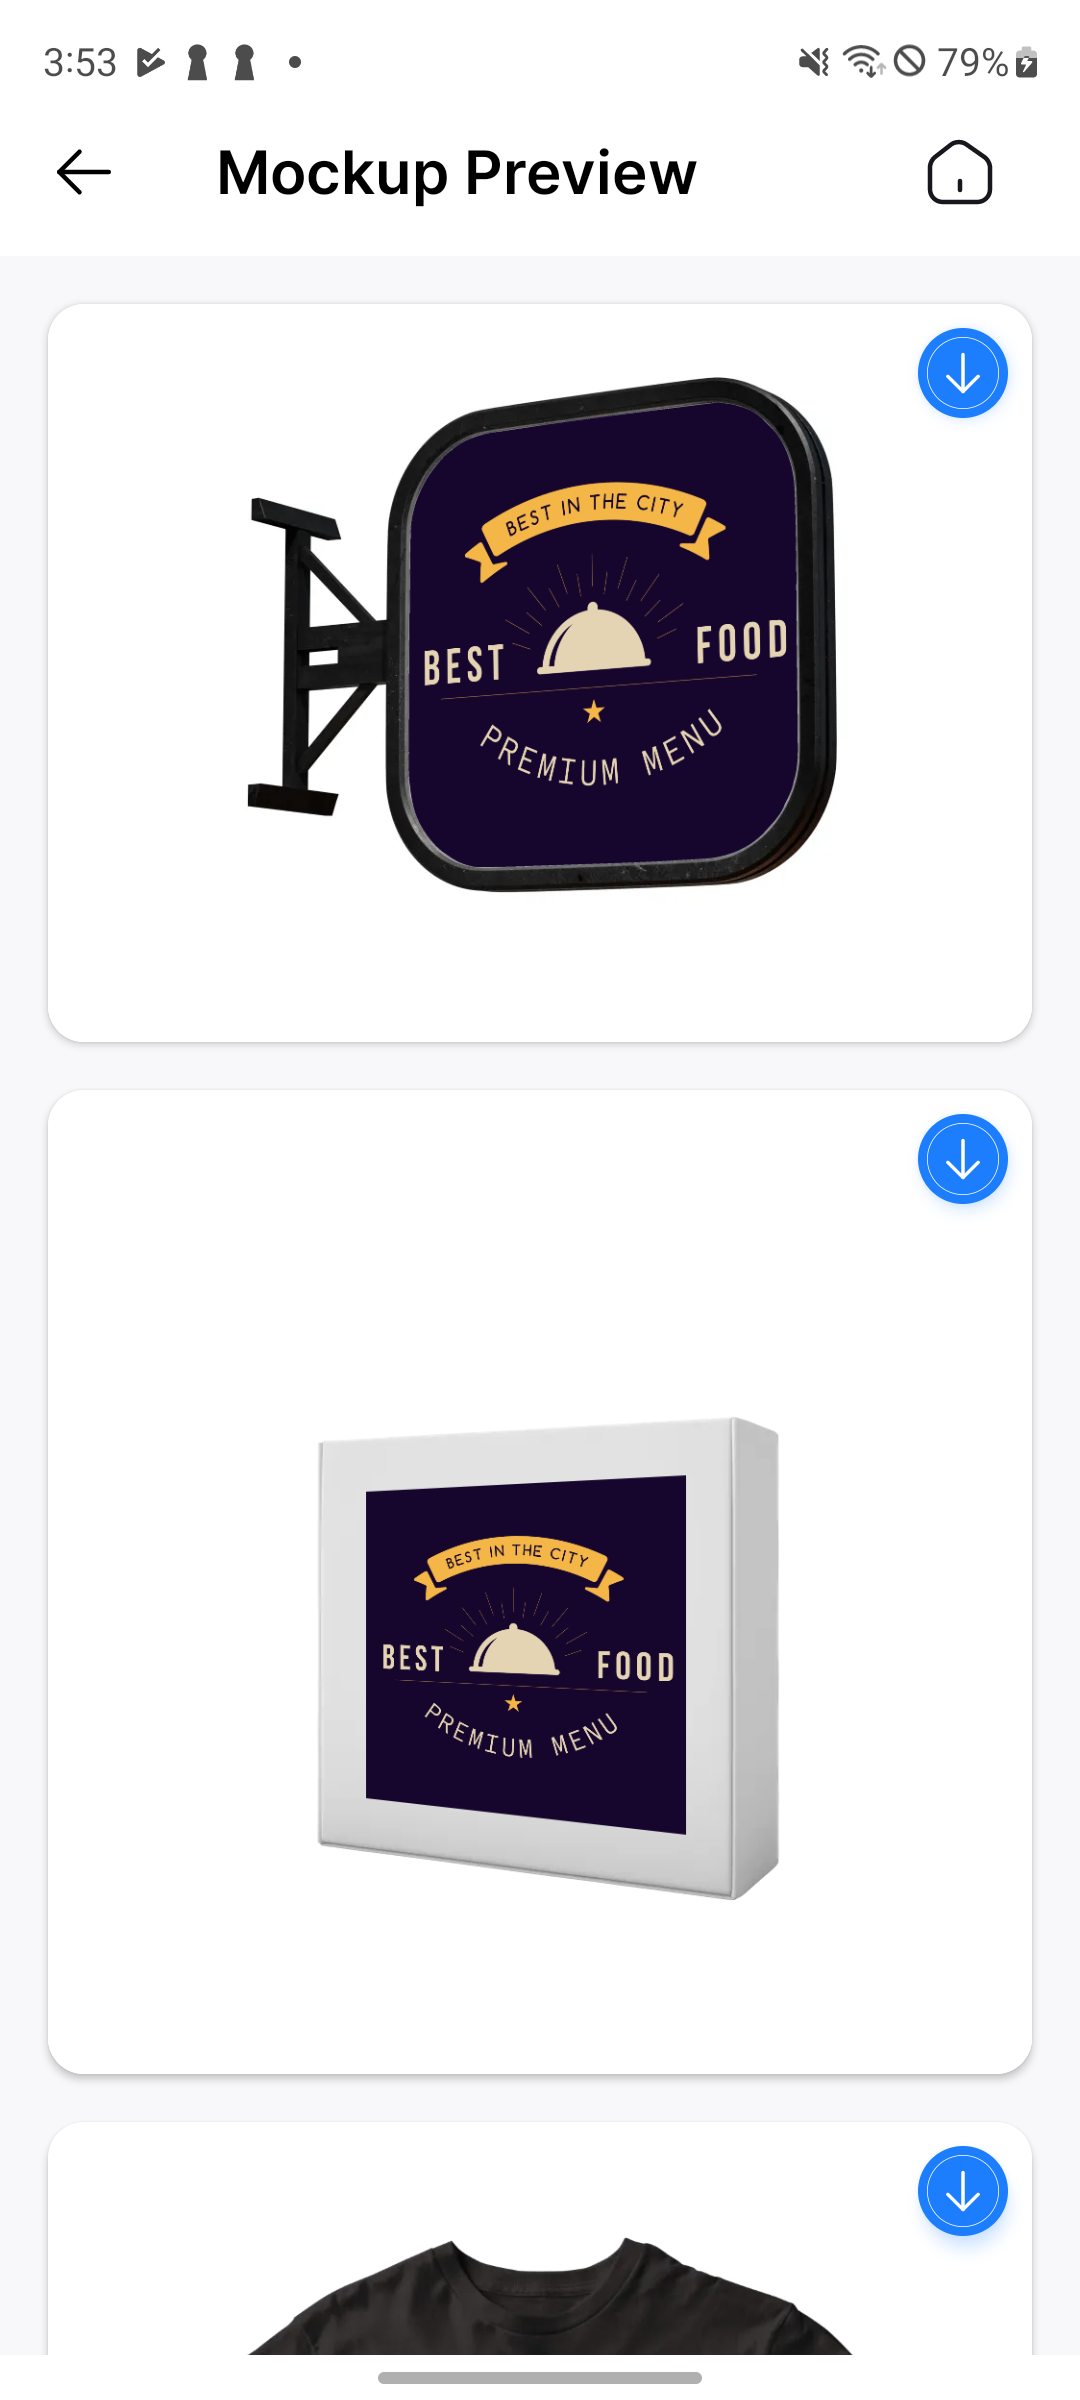 3:53
79%
Mockup Preview
BEST IN THE CITY
BEST FOOD
PREMIUM MENU
BEST IN THE CITY
BEST FOOD
PREMIUM MENU